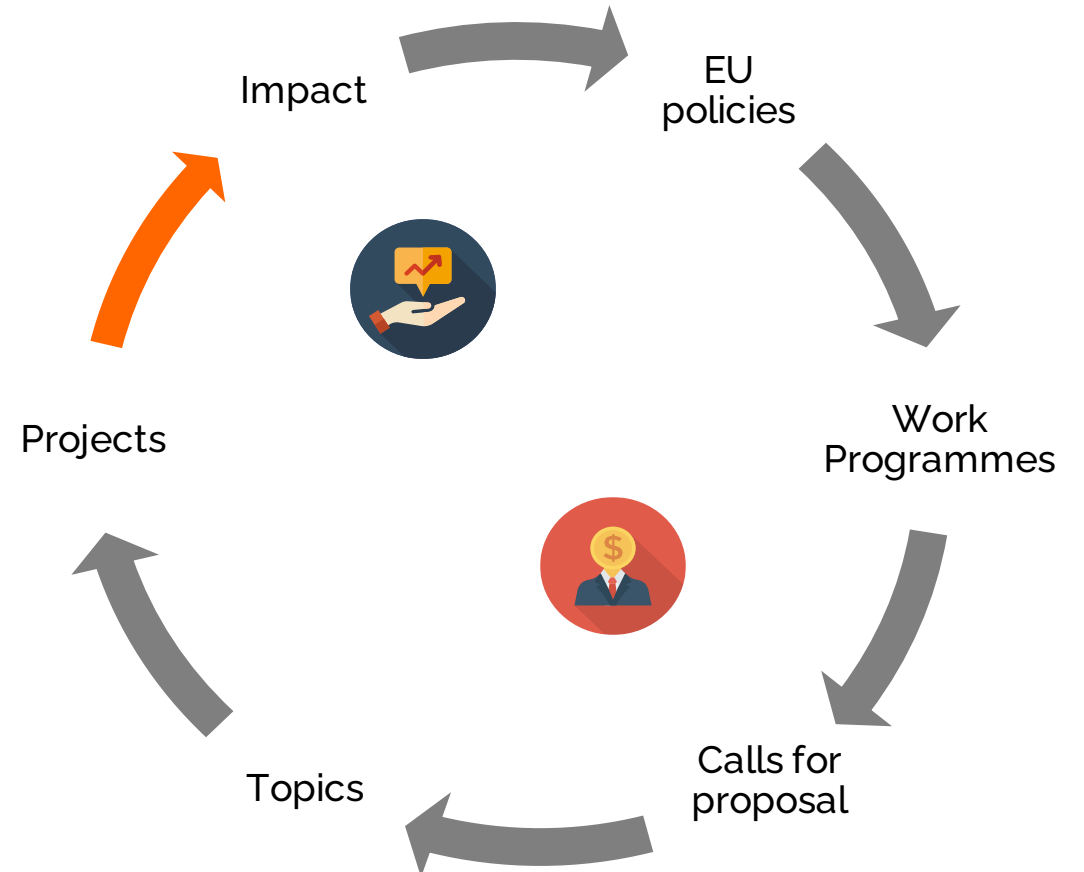 Impact
EU
policies
Work
Programmes
Calls for
proposal
Topics
Projects
$